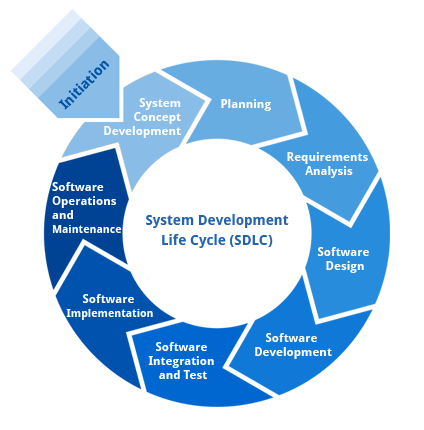 Initiation
System
Concept
Development
Planning
Requirements
Analysis
Software
Design
Software
Development
Software
Integration
and Test
Software
Implementation
Software
Operations
and
Maintenance
System Development
Life Cycle (SDLC)